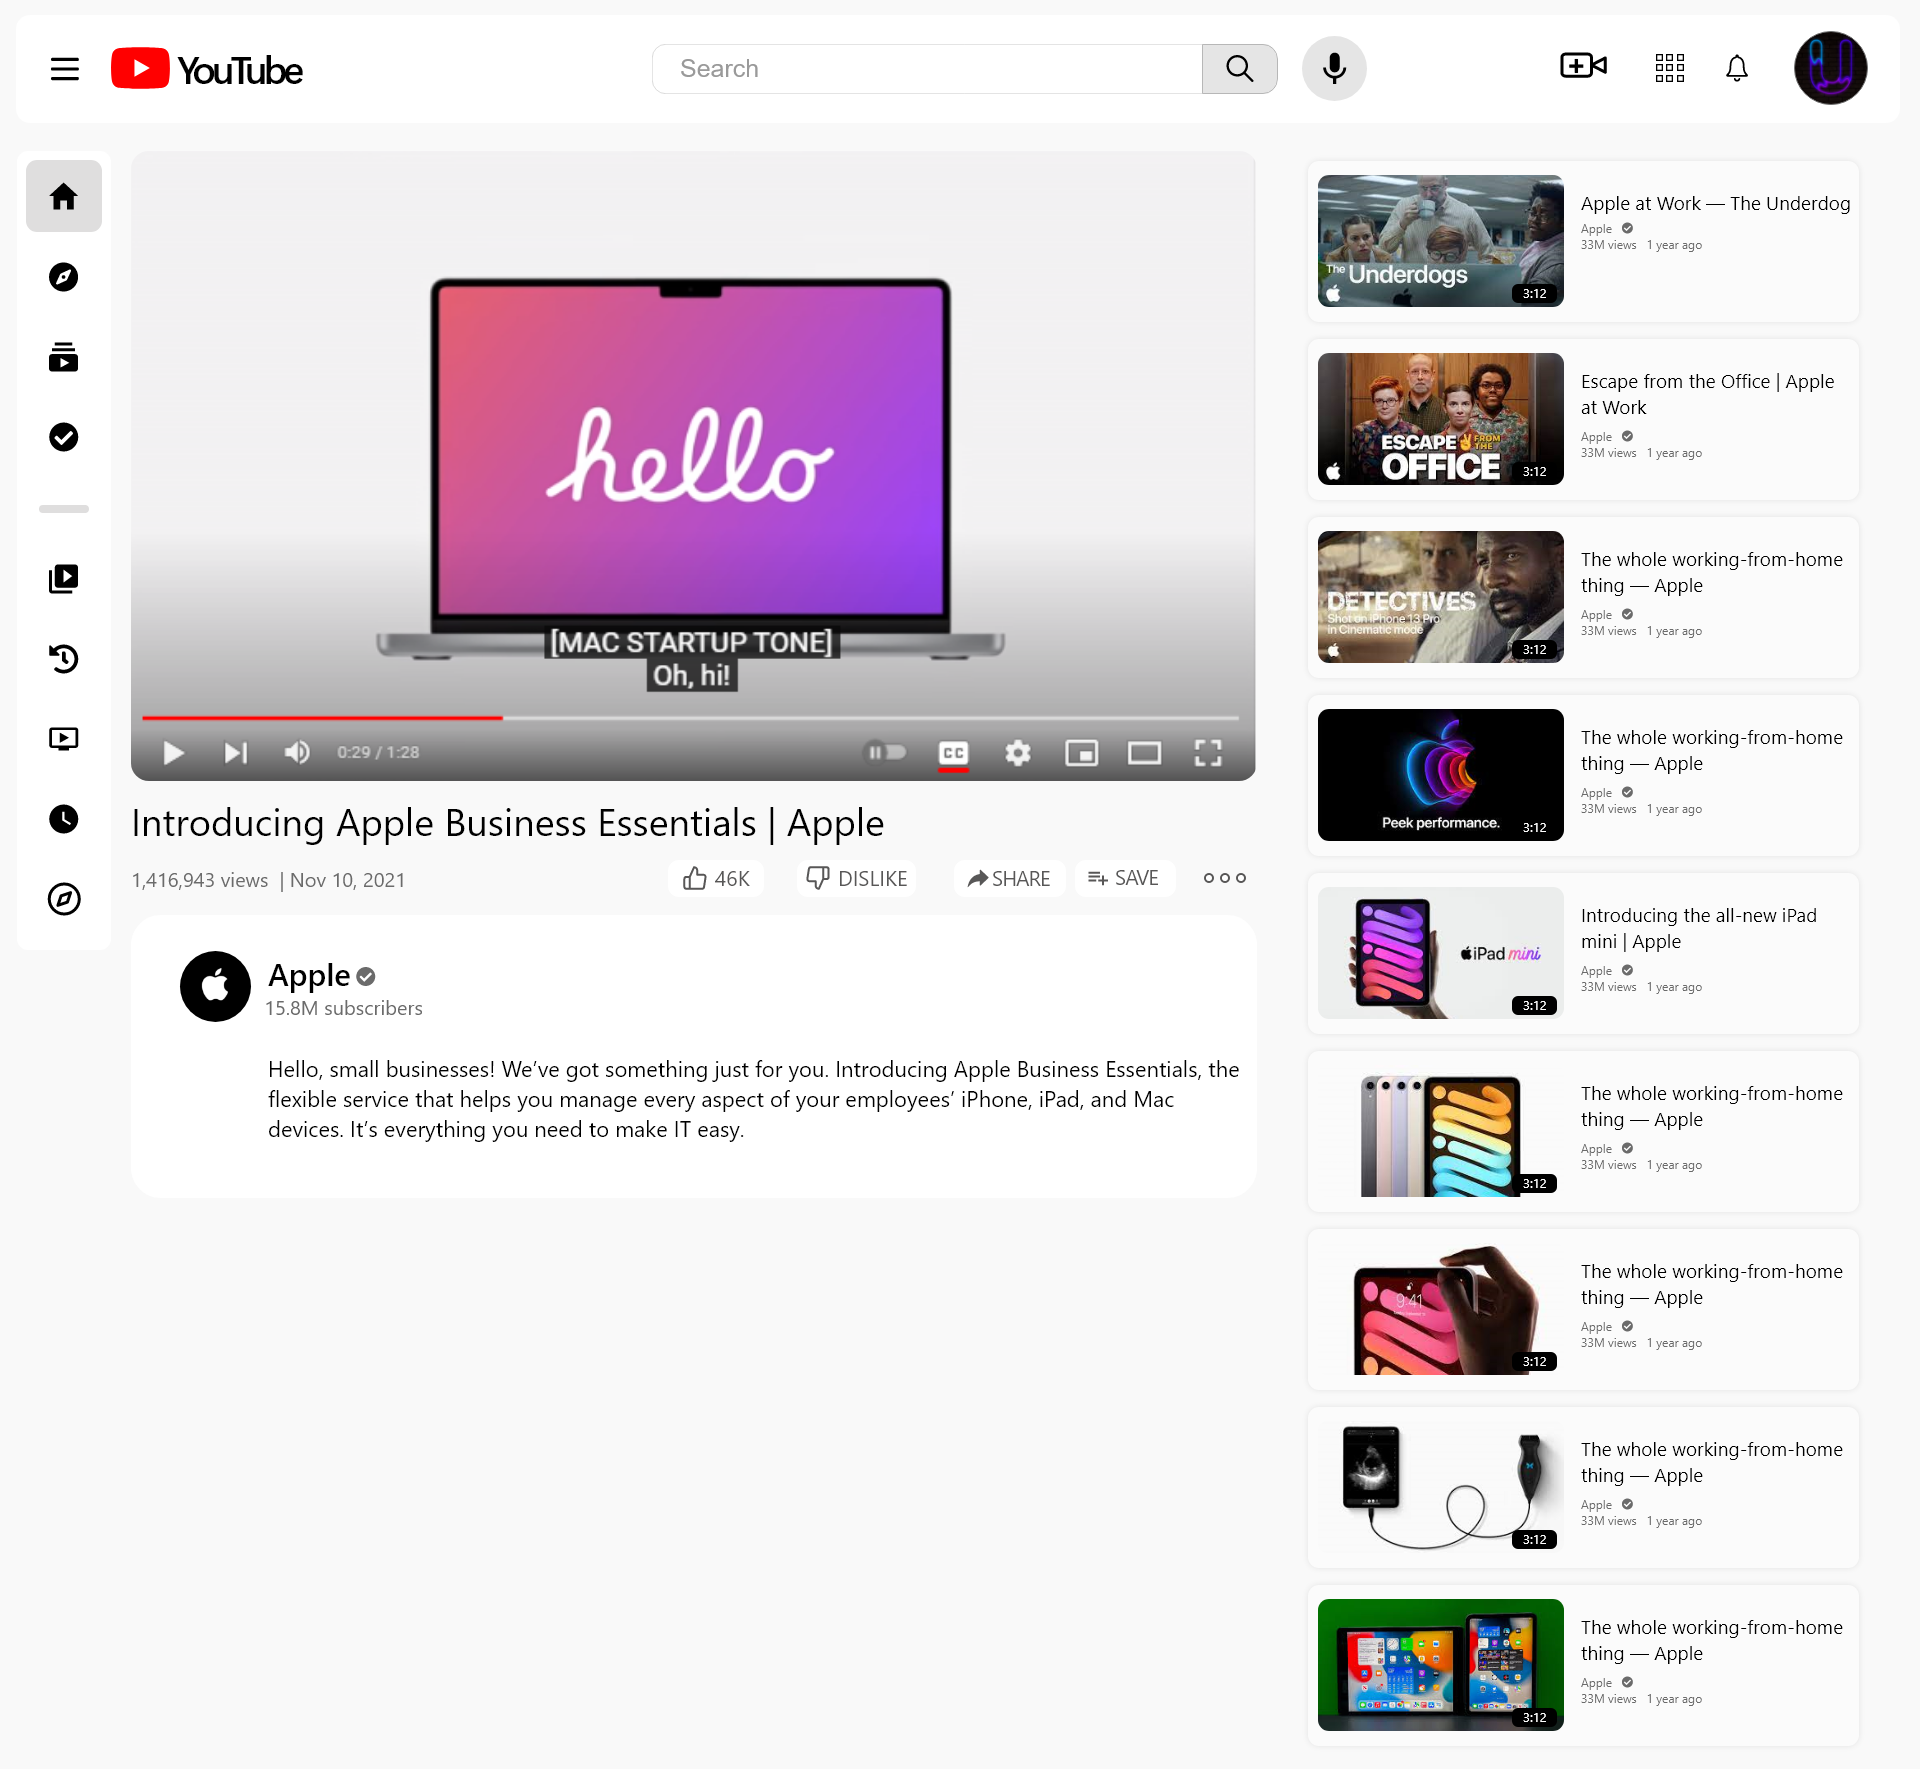 YouTube
Search
hello
[MAC STARTUP TONE]
Oh, hi!
0:29 / 1:28
CC
Introducing Apple Business Essentials | Apple
1,416,943 views | Nov 10, 2021
46K
DISLIKE
SHARE
SAVE
Apple
15.8M subscribers
Hello, small businesses! We’ve got something just for you. Introducing Apple Business Essentials, the
flexible service that helps you manage every aspect of your employees’ iPhone, iPad, and Mac
devices. It’s everything you need to make IT easy.
The Underdogs
3:12
Apple at Work — The Underdog
Apple
33M views 1 year ago
ESCAPE FROM THE
OFFICE
3:12
Escape from the Office | Apple
at Work
Apple
33M views 1 year ago
DETECTIVES
Shot on iPhone 13 Pro
in Cinematic mode
3:12
The whole working-from-home
thing — Apple
Apple
33M views 1 year ago
Peek performance.
3:12
The whole working-from-home
thing — Apple
Apple
33M views 1 year ago
iPad mini
3:12
Introducing the all-new iPad
mini | Apple
Apple
33M views 1 year ago
3:12
The whole working-from-home
thing — Apple
Apple
33M views 1 year ago
9:41
3:12
The whole working-from-home
thing — Apple
Apple
33M views 1 year ago
3:12
The whole working-from-home
thing — Apple
Apple
33M views 1 year ago
3:12
The whole working-from-home
thing — Apple
Apple
33M views 1 year ago